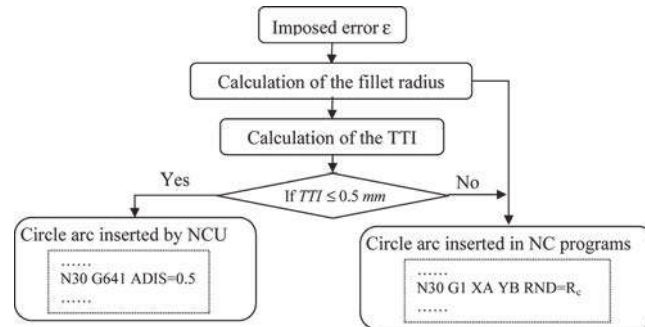 Imposed error ε
Calculation of the fillet radius
Calculation of the TTI
If TTI ≤ 0.5 mm
Yes
No
Circle arc inserted by NCU
......
N30 G641 ADIS=0.5
......
Circle arc inserted in NC programs
......
N30 G1 XA YB RND=Rc
......